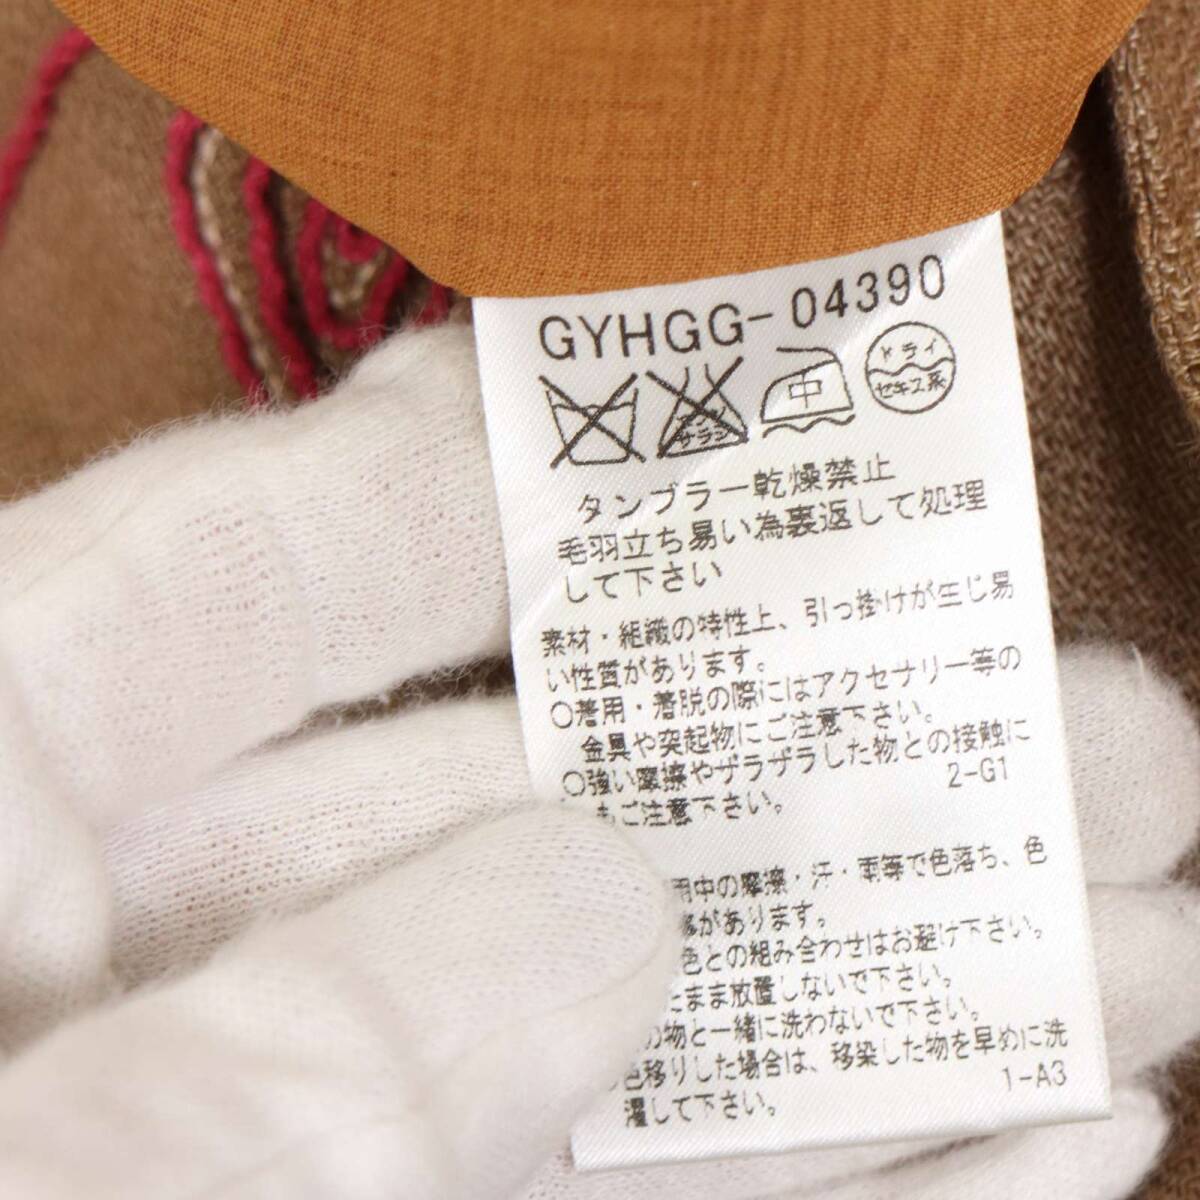 GYHGG-04390
中
ドライ
セキユ系
サラシ
タンブラー乾燥禁止
毛羽立ち易い為裏返して処理
して下さい
素材・組織の特性上、引っ掛けが生じ易
い性質があります。
○着用・着脱の際にはアクセサリー等の
金具や突起物にご注意下さい。
○強い摩擦やザラザラした物との接触に
もご注意下さい。
2-G1
用中の摩擦・汗・雨等で色落ち、色
があります。
色との組み合わせはお避け下さい。
たまま放置しないで下さい。
の物と一緒に洗わないで下さい。
色移りした場合は、移染した物を早めに洗
濯して下さい。
1-A3